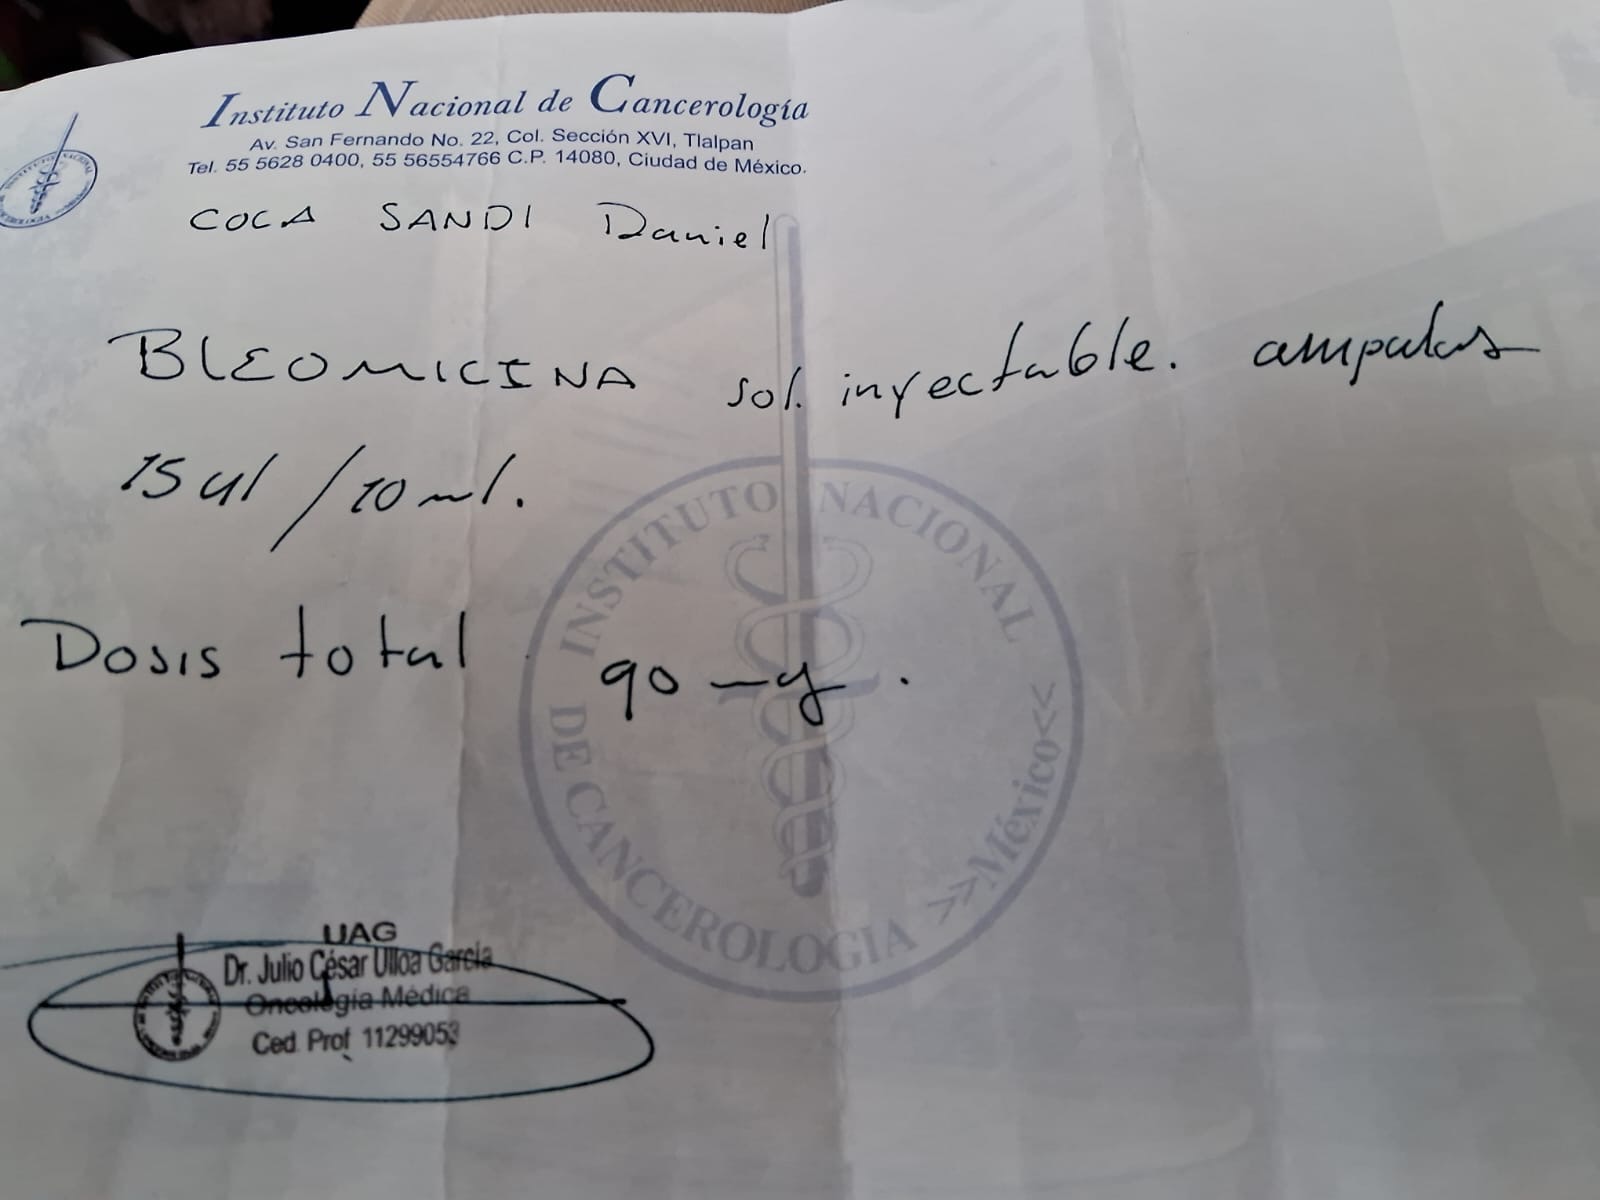 Instituto Nacional de Cancerología
Av. San Fernando No. 22, Col. Sección XVI, Tlalpan
Tel. 55 5628 0400, 55 56554766 C.P. 14080, Ciudad de México.
COCA SANDI Daniel
BLEOMICINA sol. inyectable. ampulas
15 UI / 10 ml.
Dosis total 90 mg.
INSTITUTO NACIONAL
DE CANCEROLOGIA >>México<<
UAG
Dr. Julio César Ulloa García
Oncología Médica
Ced. Prof 11299053